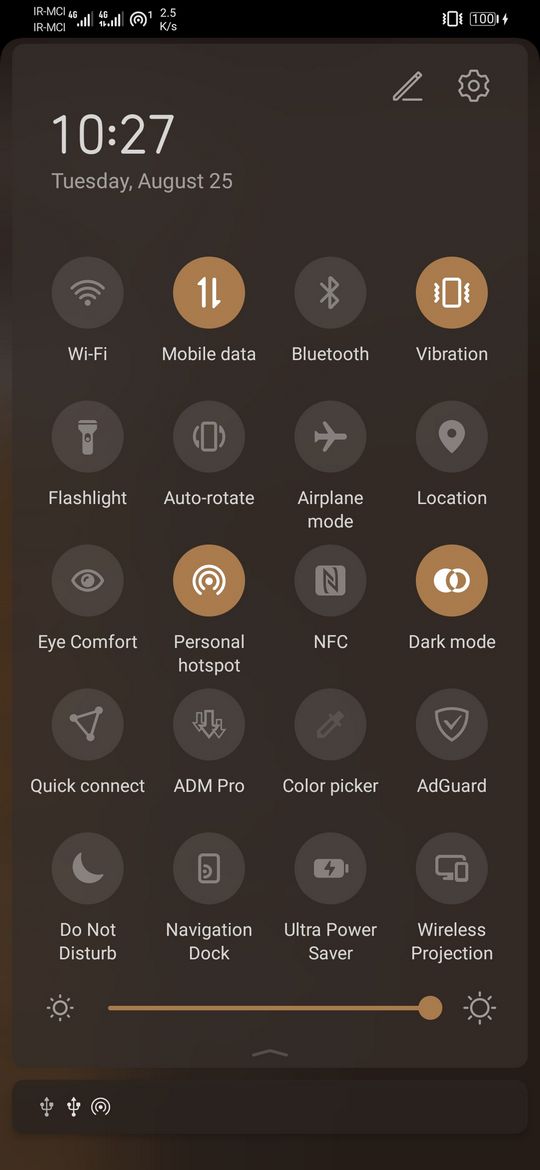 IR-MCI 4G 4G 1 2.5 100
IR-MCI K/s
10:27
Tuesday, August 25
Wi-Fi Mobile data Bluetooth Vibration
Flashlight Auto-rotate Airplane mode Location
Eye Comfort Personal hotspot NFC Dark mode
Quick connect ADM Pro Color picker AdGuard
Do Not Disturb Navigation Dock Ultra Power Saver Wireless Projection